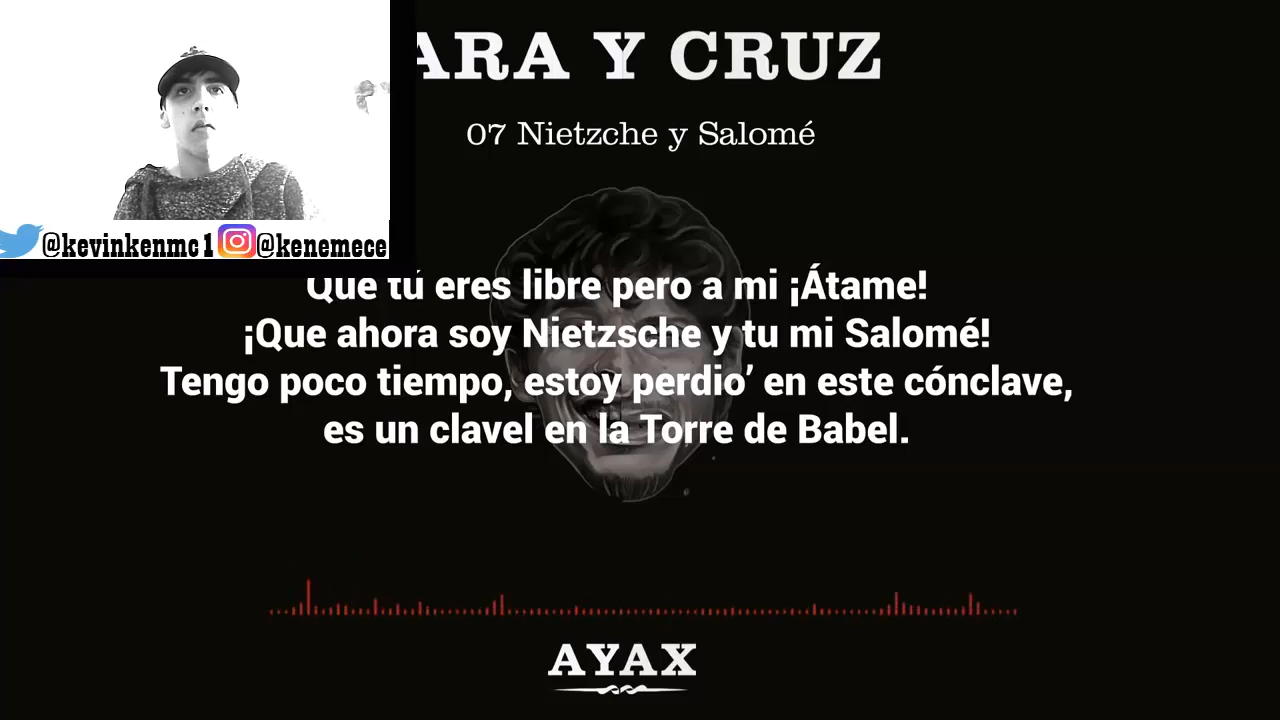 ARA Y CRUZ
07 Nietzche y Salomé
@kevinkenmc1 @kenemece
Que tú eres libre pero a mi ¡Átame!
¡Que ahora soy Nietzsche y tu mi Salomé!
Tengo poco tiempo, estoy perdio’ en este cónclave,
es un clavel en la Torre de Babel.
AYAX